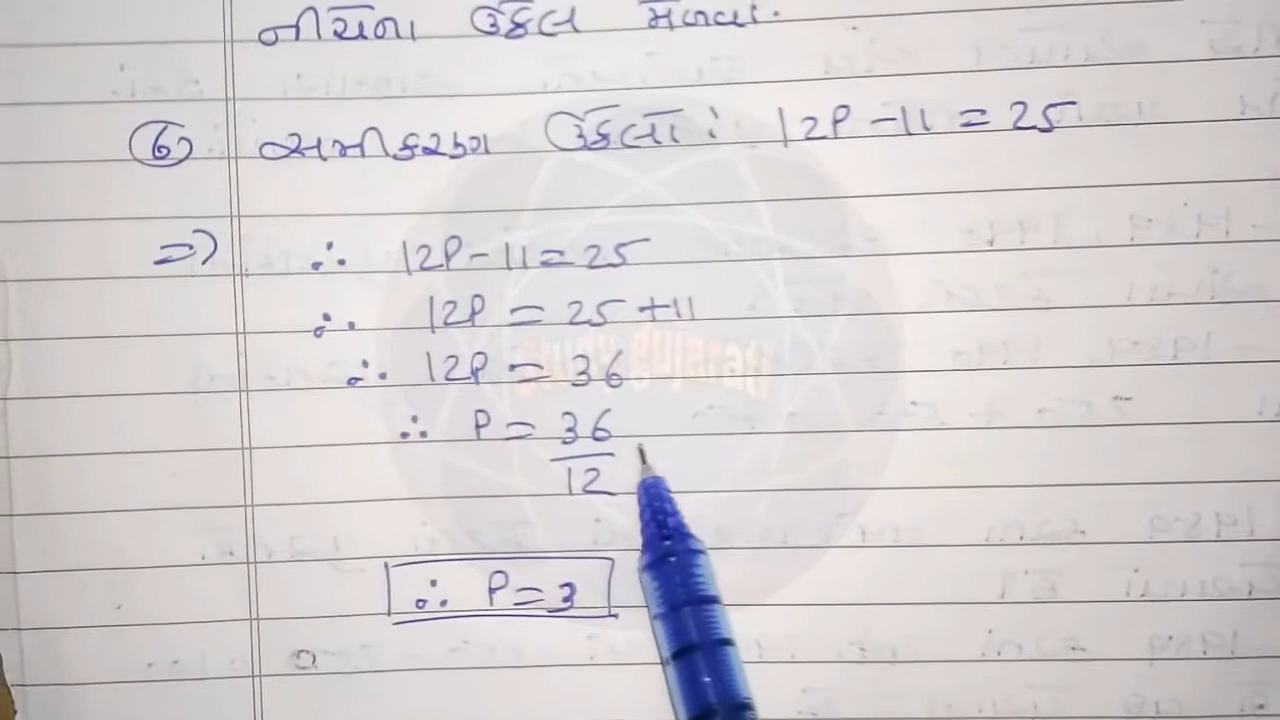 ઉકેલ
(6) સમીકરણ ઉકેલો: 12P - 11 = 25
=> ∴ 12P - 11 = 25
∴ 12P = 25 + 11
∴ 12P = 36
∴ P = 36
12
∴ P = 3